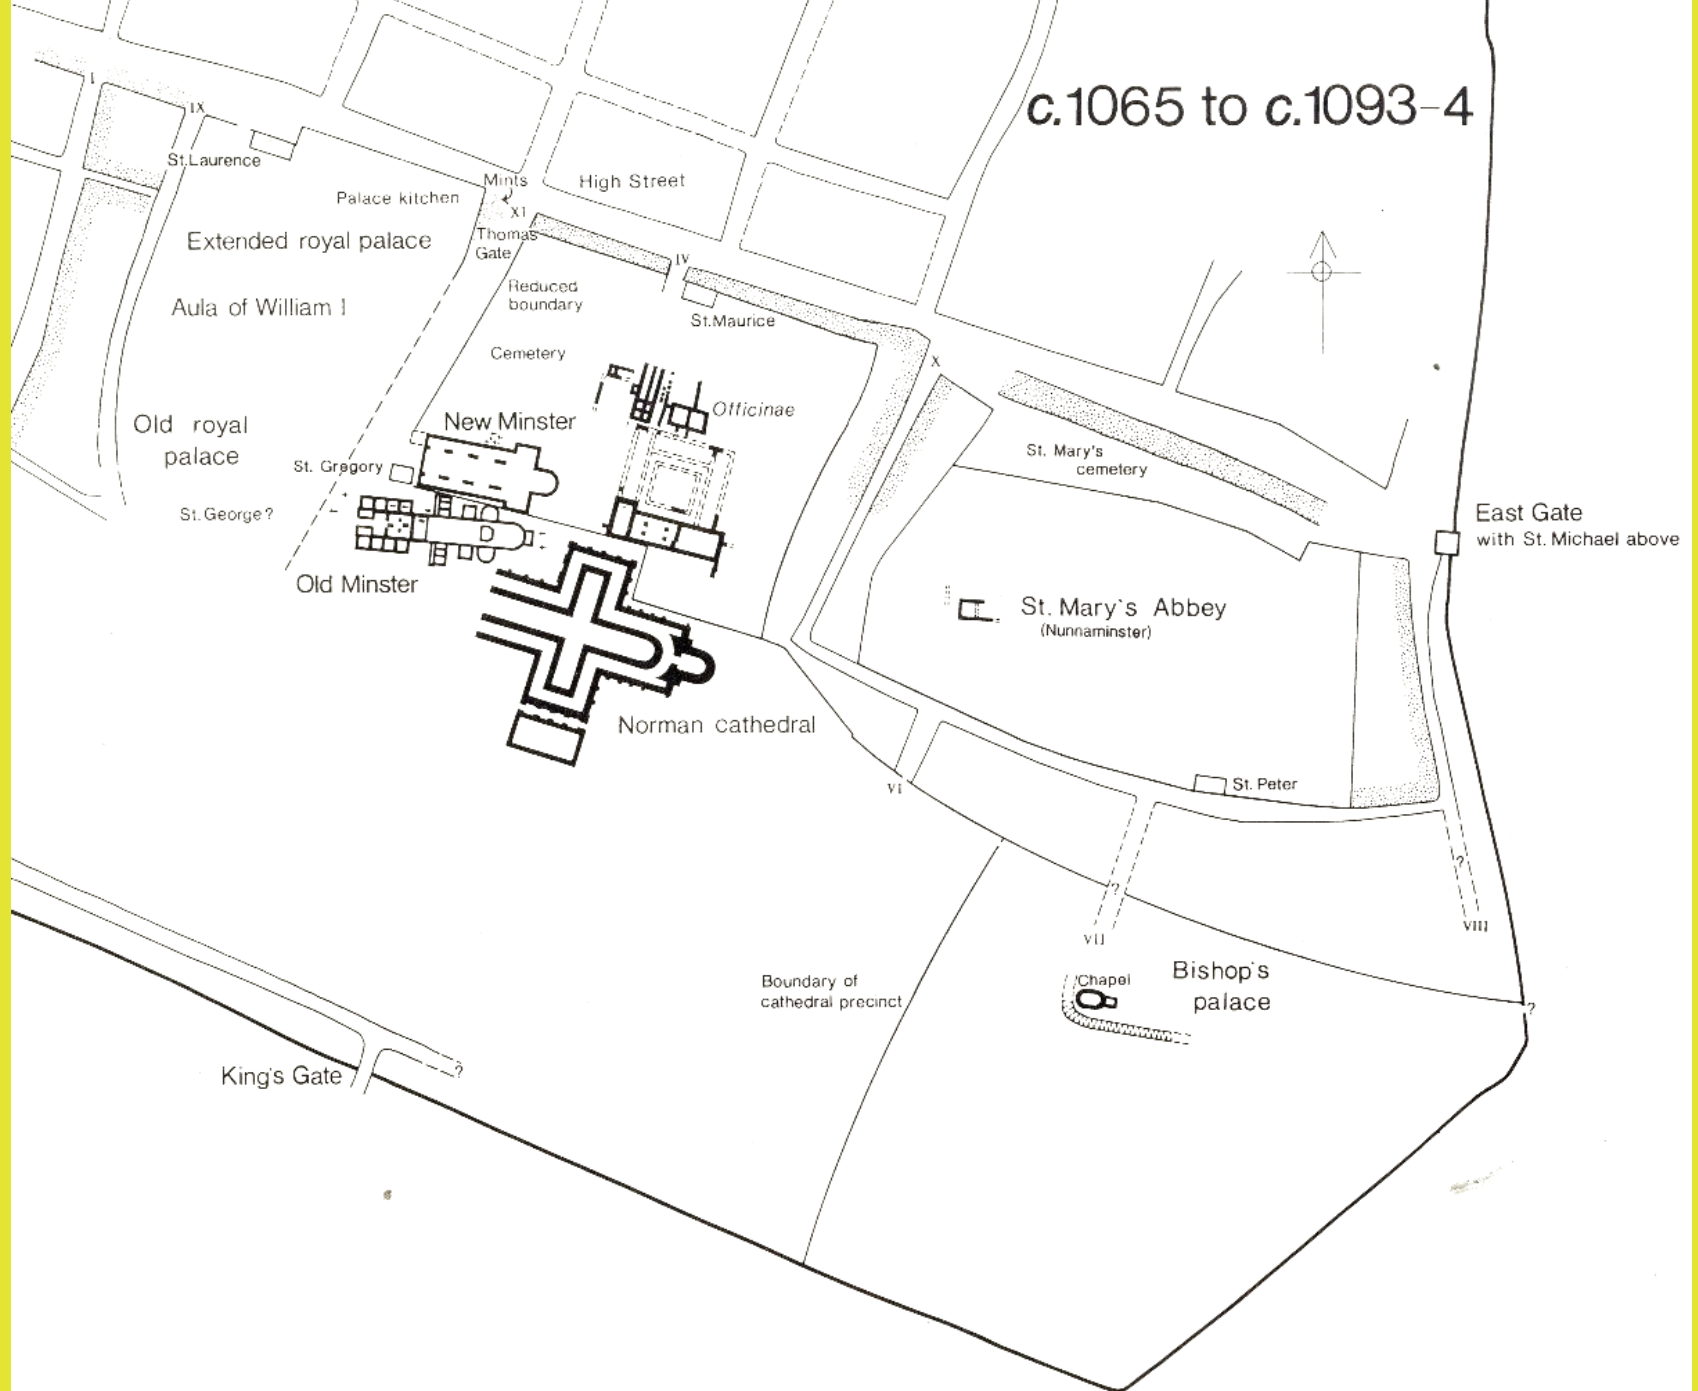 c.1065 to c.1093-4
I
IX
St.Laurence
Mints
High Street
Palace kitchen
XI
Extended royal palace
Thomas
Gate
IV
Reduced
boundary
Aula of William I
St.Maurice
Cemetery
X
Officinae
New Minster
Old royal
palace
St. Mary's
cemetery
St. Gregory
St.George?
East Gate
with St. Michael above
Old Minster
St. Mary's Abbey
(Nunnaminster)
Norman cathedral
VI
St. Peter
?
?
VIII
VII
Boundary of
cathedral precinct
Chapel
Bishop's
palace
?
King's Gate
?